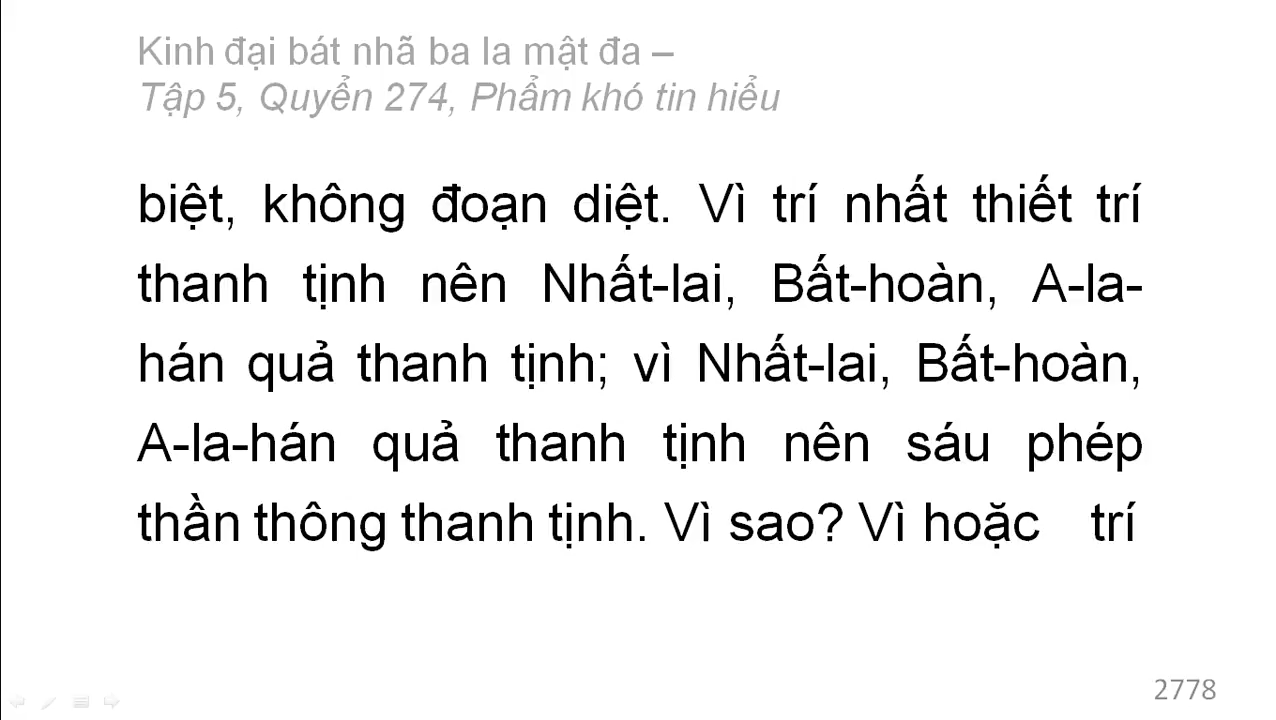 Kinh đại bát nhã ba la mật đa –
Tập 5, Quyển 274, Phẩm khó tin hiểu
biệt, không đoạn diệt. Vì trí nhất thiết trí
thanh tịnh nên Nhất-lai, Bất-hoàn, A-la-
hán quả thanh tịnh; vì Nhất-lai, Bất-hoàn,
A-la-hán quả thanh tịnh nên sáu phép
thần thông thanh tịnh. Vì sao? Vì hoặc trí
2778